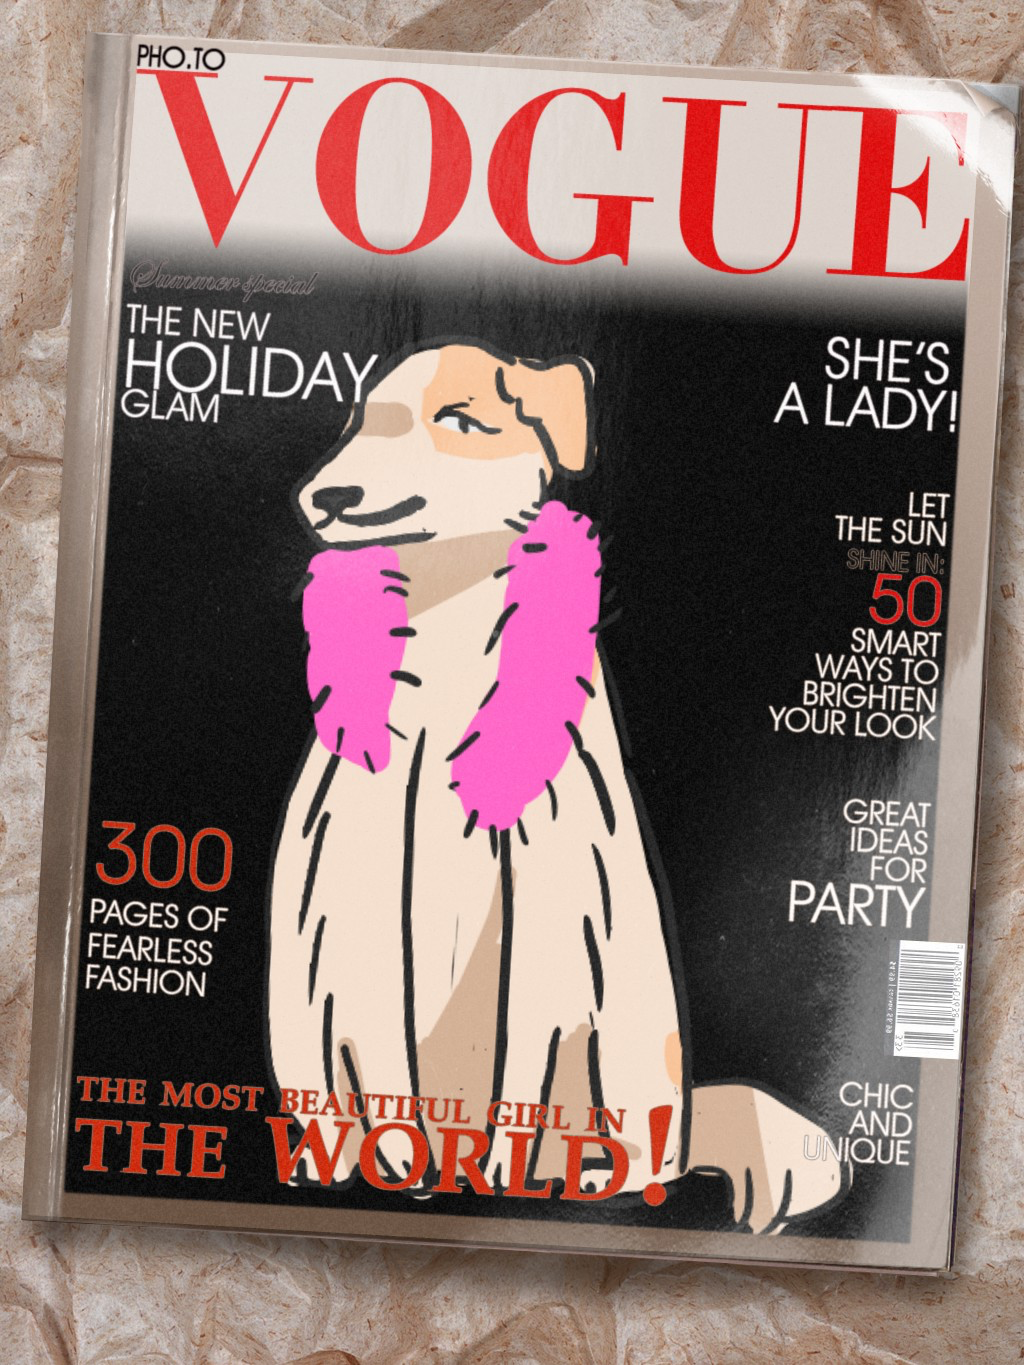 PHO.TO
VOGUE
Summer special
THE NEW
HOLIDAY
GLAM
SHE'S
A LADY!
LET
THE SUN
SHINE IN:
50
SMART
WAYS TO
BRIGHTEN
YOUR LOOK
300
PAGES OF
FEARLESS
FASHION
GREAT
IDEAS
FOR
PARTY
CHIC
AND
UNIQUE
THE MOST BEAUTIFUL GIRL IN
THE WORLD!